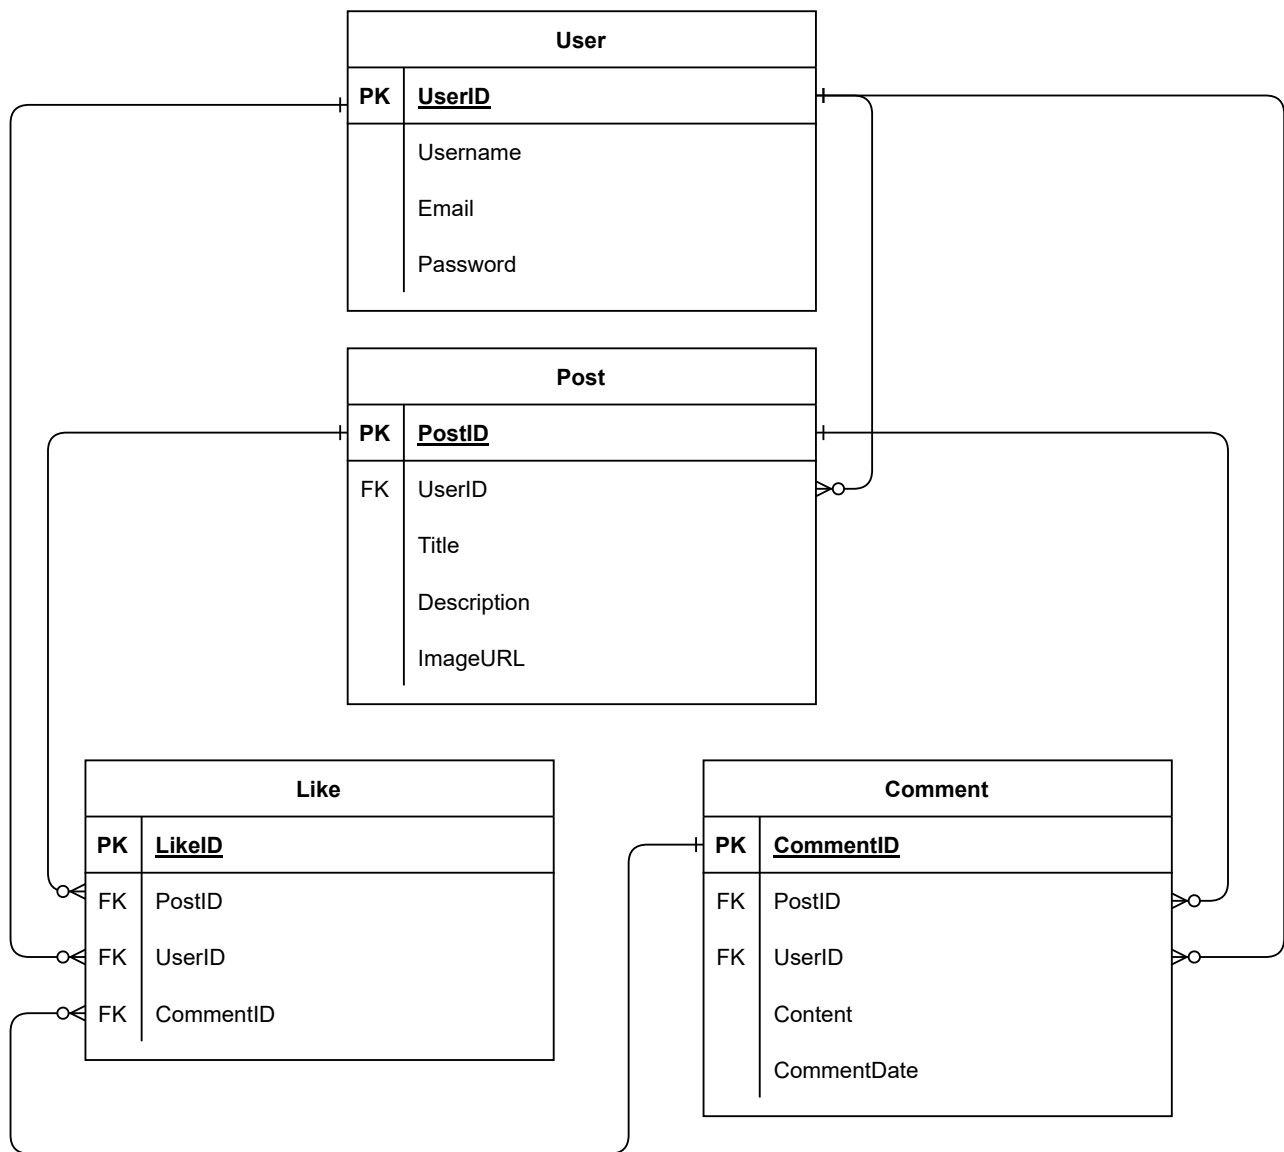 User
PK UserID
Username
Email
Password
Post
PK PostID
FK UserID
Title
Description
ImageURL
Like
PK LikeID
FK PostID
FK UserID
FK CommentID
Comment
PK CommentID
FK PostID
FK UserID
Content
CommentDate